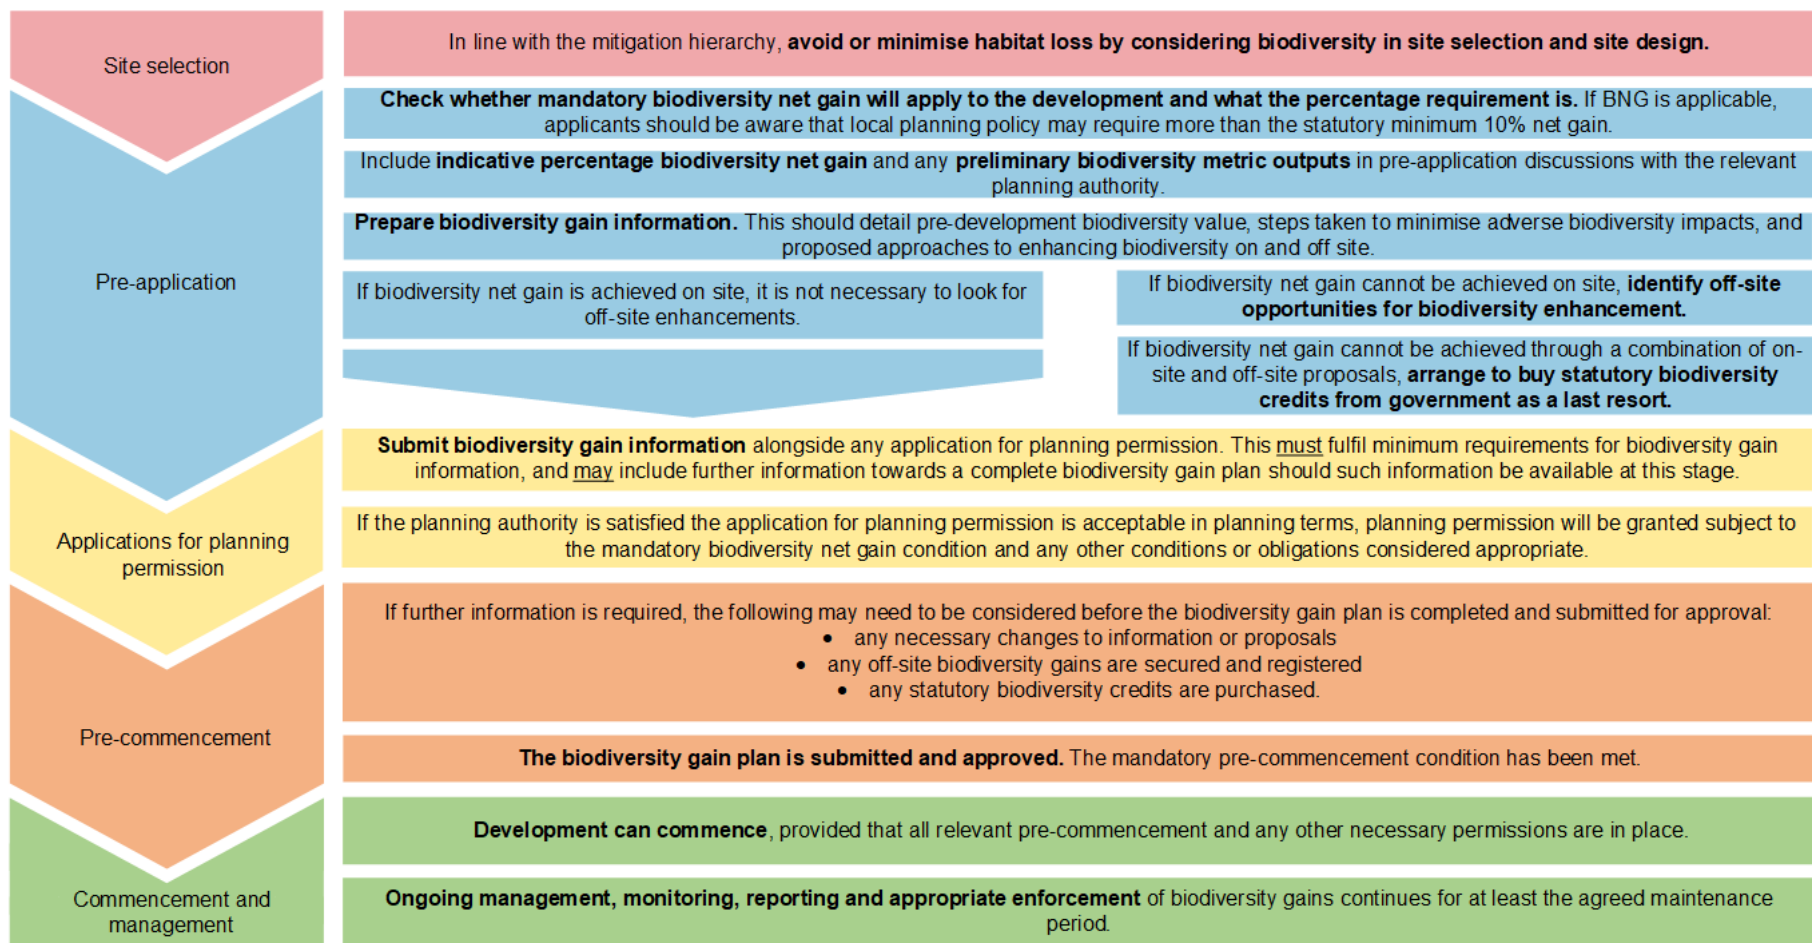 Site selection
In line with the mitigation hierarchy, avoid or minimise habitat loss by considering biodiversity in site selection and site design.
Pre-application
Check whether mandatory biodiversity net gain will apply to the development and what the percentage requirement is. If BNG is applicable,
applicants should be aware that local planning policy may require more than the statutory minimum 10% net gain.
Include indicative percentage biodiversity net gain and any preliminary biodiversity metric outputs in pre-application discussions with the relevant
planning authority.
Prepare biodiversity gain information. This should detail pre-development biodiversity value, steps taken to minimise adverse biodiversity impacts, and
proposed approaches to enhancing biodiversity on and off site.
If biodiversity net gain is achieved on site, it is not necessary to look for
off-site enhancements.
If biodiversity net gain cannot be achieved on site, identify off-site
opportunities for biodiversity enhancement.
If biodiversity net gain cannot be achieved through a combination of on-
site and off-site proposals, arrange to buy statutory biodiversity
credits from government as a last resort.
Applications for planning
permission
Submit biodiversity gain information alongside any application for planning permission. This must fulfil minimum requirements for biodiversity gain
information, and may include further information towards a complete biodiversity gain plan should such information be available at this stage.
If the planning authority is satisfied the application for planning permission is acceptable in planning terms, planning permission will be granted subject to
the mandatory biodiversity net gain condition and any other conditions or obligations considered appropriate.
Pre-commencement
If further information is required, the following may need to be considered before the biodiversity gain plan is completed and submitted for approval:
• any necessary changes to information or proposals
• any off-site biodiversity gains are secured and registered
• any statutory biodiversity credits are purchased.
The biodiversity gain plan is submitted and approved. The mandatory pre-commencement condition has been met.
Commencement and
management
Development can commence, provided that all relevant pre-commencement and any other necessary permissions are in place.
Ongoing management, monitoring, reporting and appropriate enforcement of biodiversity gains continues for at least the agreed maintenance
period.